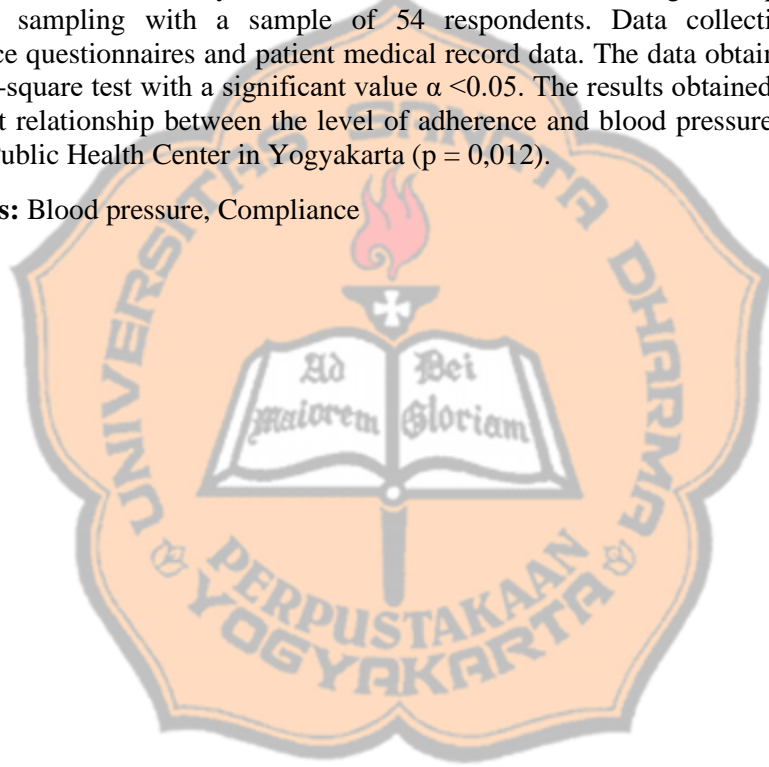 sampling with a sample of 54 respondents. Data collecti
ce questionnaires and patient medical record data. The data obtain
-square test with a significant value α <0.05. The results obtained
t relationship between the level of adherence and blood pressure
Public Health Center in Yogyakarta (p = 0,012).
s: Blood pressure, Compliance
UNIVERSITAS SANATA DHARMA
Ad
maiorem
Dei
Gloriam
PERPUSTAKAAN
YOGYAKARTA